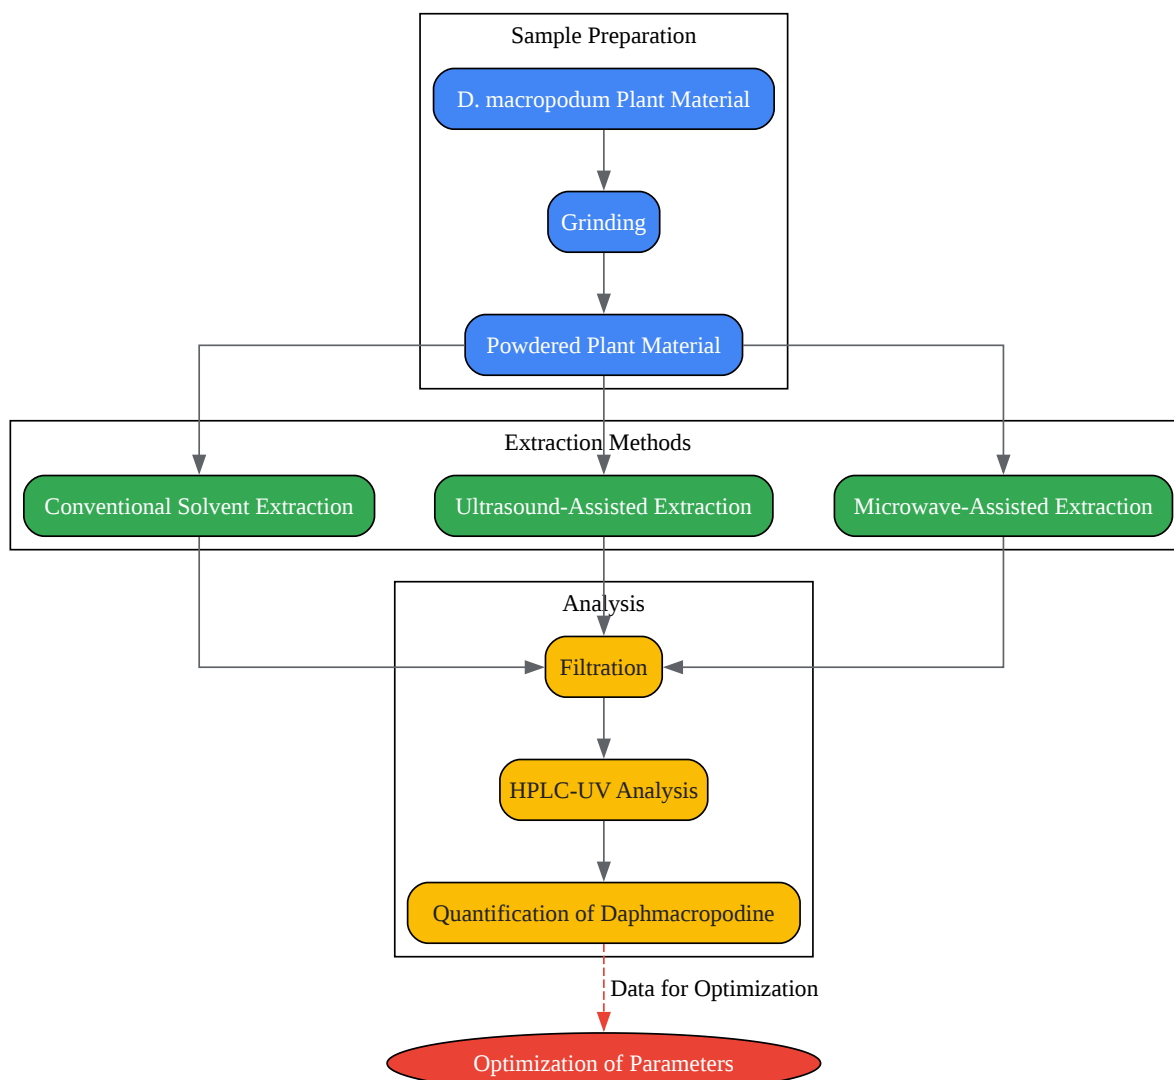 Sample Preparation
D. macropodum Plant Material
Grinding
Powdered Plant Material
Extraction Methods
Conventional Solvent Extraction
Ultrasound-Assisted Extraction
Microwave-Assisted Extraction
Analysis
Filtration
HPLC-UV Analysis
Quantification of Daphmacropodine
Data for Optimization
Optimization of Parameters